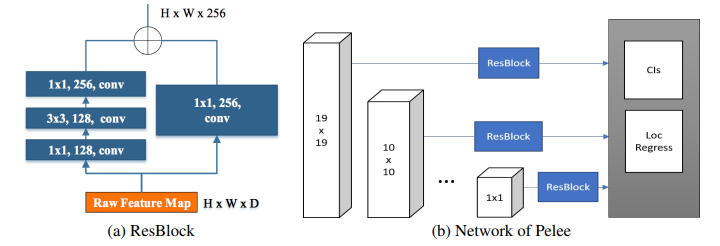 H x W x 256
1x1, 256, conv
3x3, 128, conv
1x1, 128, conv
1x1, 256,
conv
Raw Feature Map
H x W x D
(a) ResBlock
19
x
19
10
x
10
...
1x1
ResBlock
ResBlock
ResBlock
Cls
Loc
Regress
(b) Network of Pelee